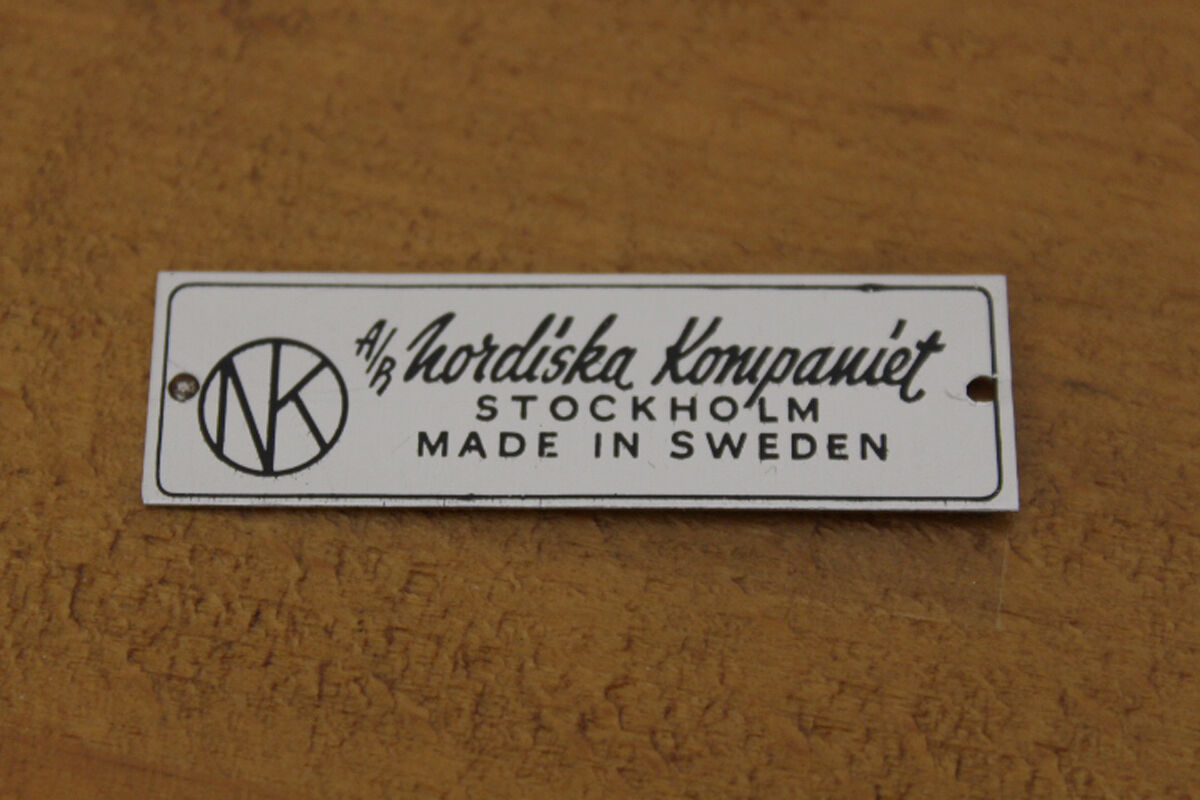 NK
A/B Nordiska Kompaniet
STOCKHOLM
MADE IN SWEDEN